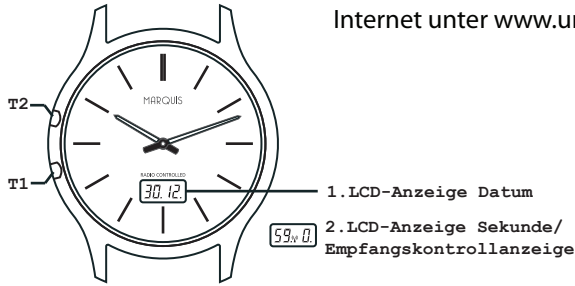 Internet unter www.u
T2
MARQUIS
T1
RADIO CONTROLLED
30.12.
1.LCD-Anzeige Datum
59 0.
2.LCD-Anzeige Sekunde/
Empfangskontrollanzeige